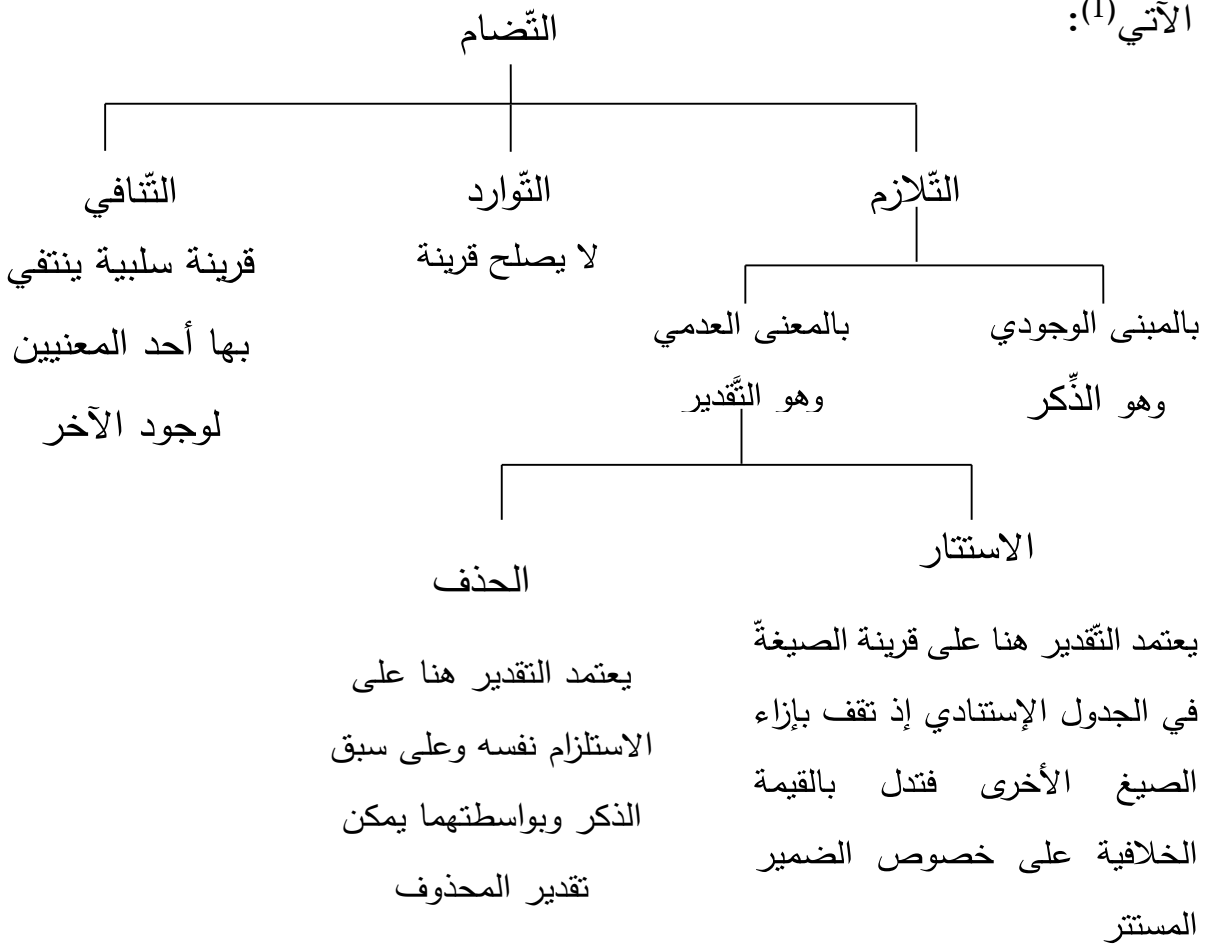 الآتي(1):
التّضام
التّلازم
التّوارد
التّنافي
لا يصلح قرينة
قرينة سلبية ينتفي
بها أحد المعنيين
لوجود الآخر
بالمبنى الوجودي
وهو الذِّكر
بالمعنى العدمي
وهو التَّقدير
الاستتار
يعتمد التّقدير هنا على قرينة الصيغةّ
في الجدول الإستنادي إذ تقف بإزاء
الصيغ الأخرى فتدل بالقيمة
الخلافية على خصوص الضمير
المستتر
الحذف
يعتمد التقدير هنا على
الاستلزام نفسه وعلى سبق
الذكر وبواسطتهما يمكن
تقدير المحذوف